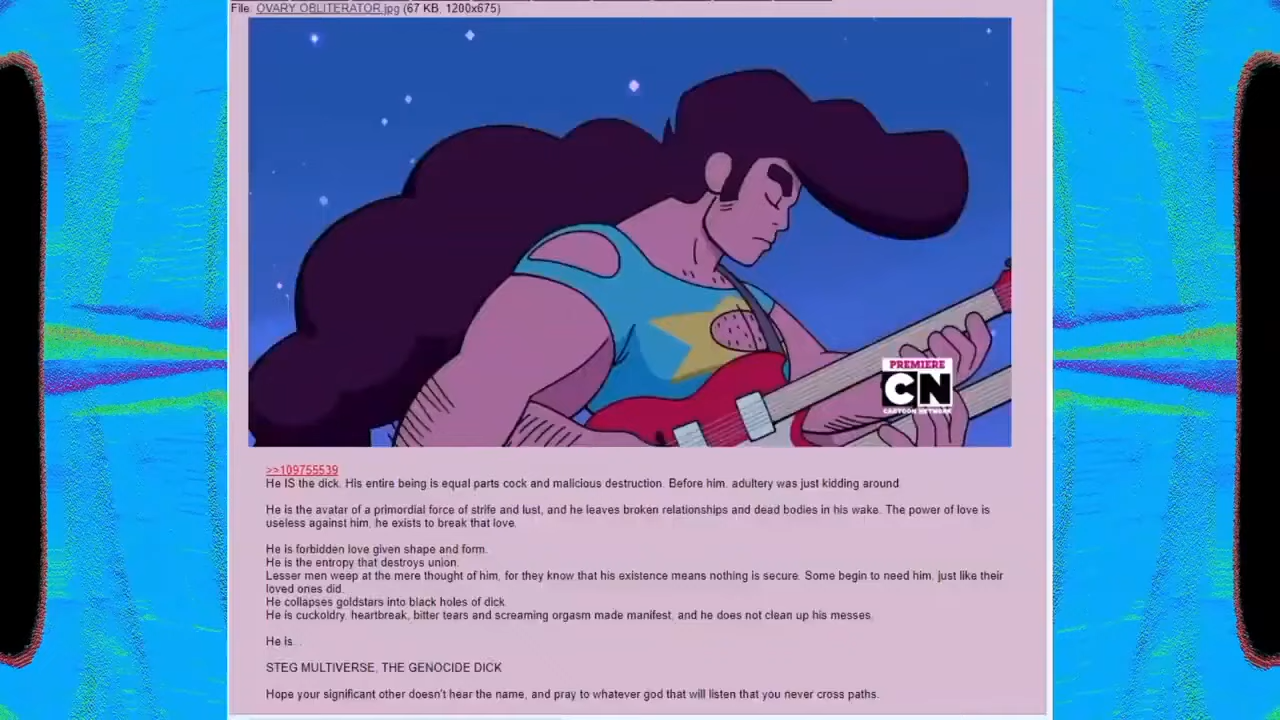 File: OVARY OBLITERATOR.jpg (67 KB, 1200x675)
PREMIERE
CN
CARTOON NETWORK
>>109755539
He IS the dick. His entire being is equal parts cock and malicious destruction. Before him, adultery was just kidding around.
He is the avatar of a primordial force of strife and lust, and he leaves broken relationships and dead bodies in his wake. The power of love is
useless against him, he exists to break that love.
He is forbidden love given shape and form.
He is the entropy that destroys union.
Lesser men weep at the mere thought of him, for they know that his existence means nothing is secure. Some begin to need him, just like their
loved ones did.
He collapses goldstars into black holes of dick.
He is cuckoldry, heartbreak, bitter tears and screaming orgasm made manifest, and he does not clean up his messes.
He is...
STEG MULTIVERSE, THE GENOCIDE DICK
Hope your significant other doesn't hear the name, and pray to whatever god that will listen that you never cross paths.